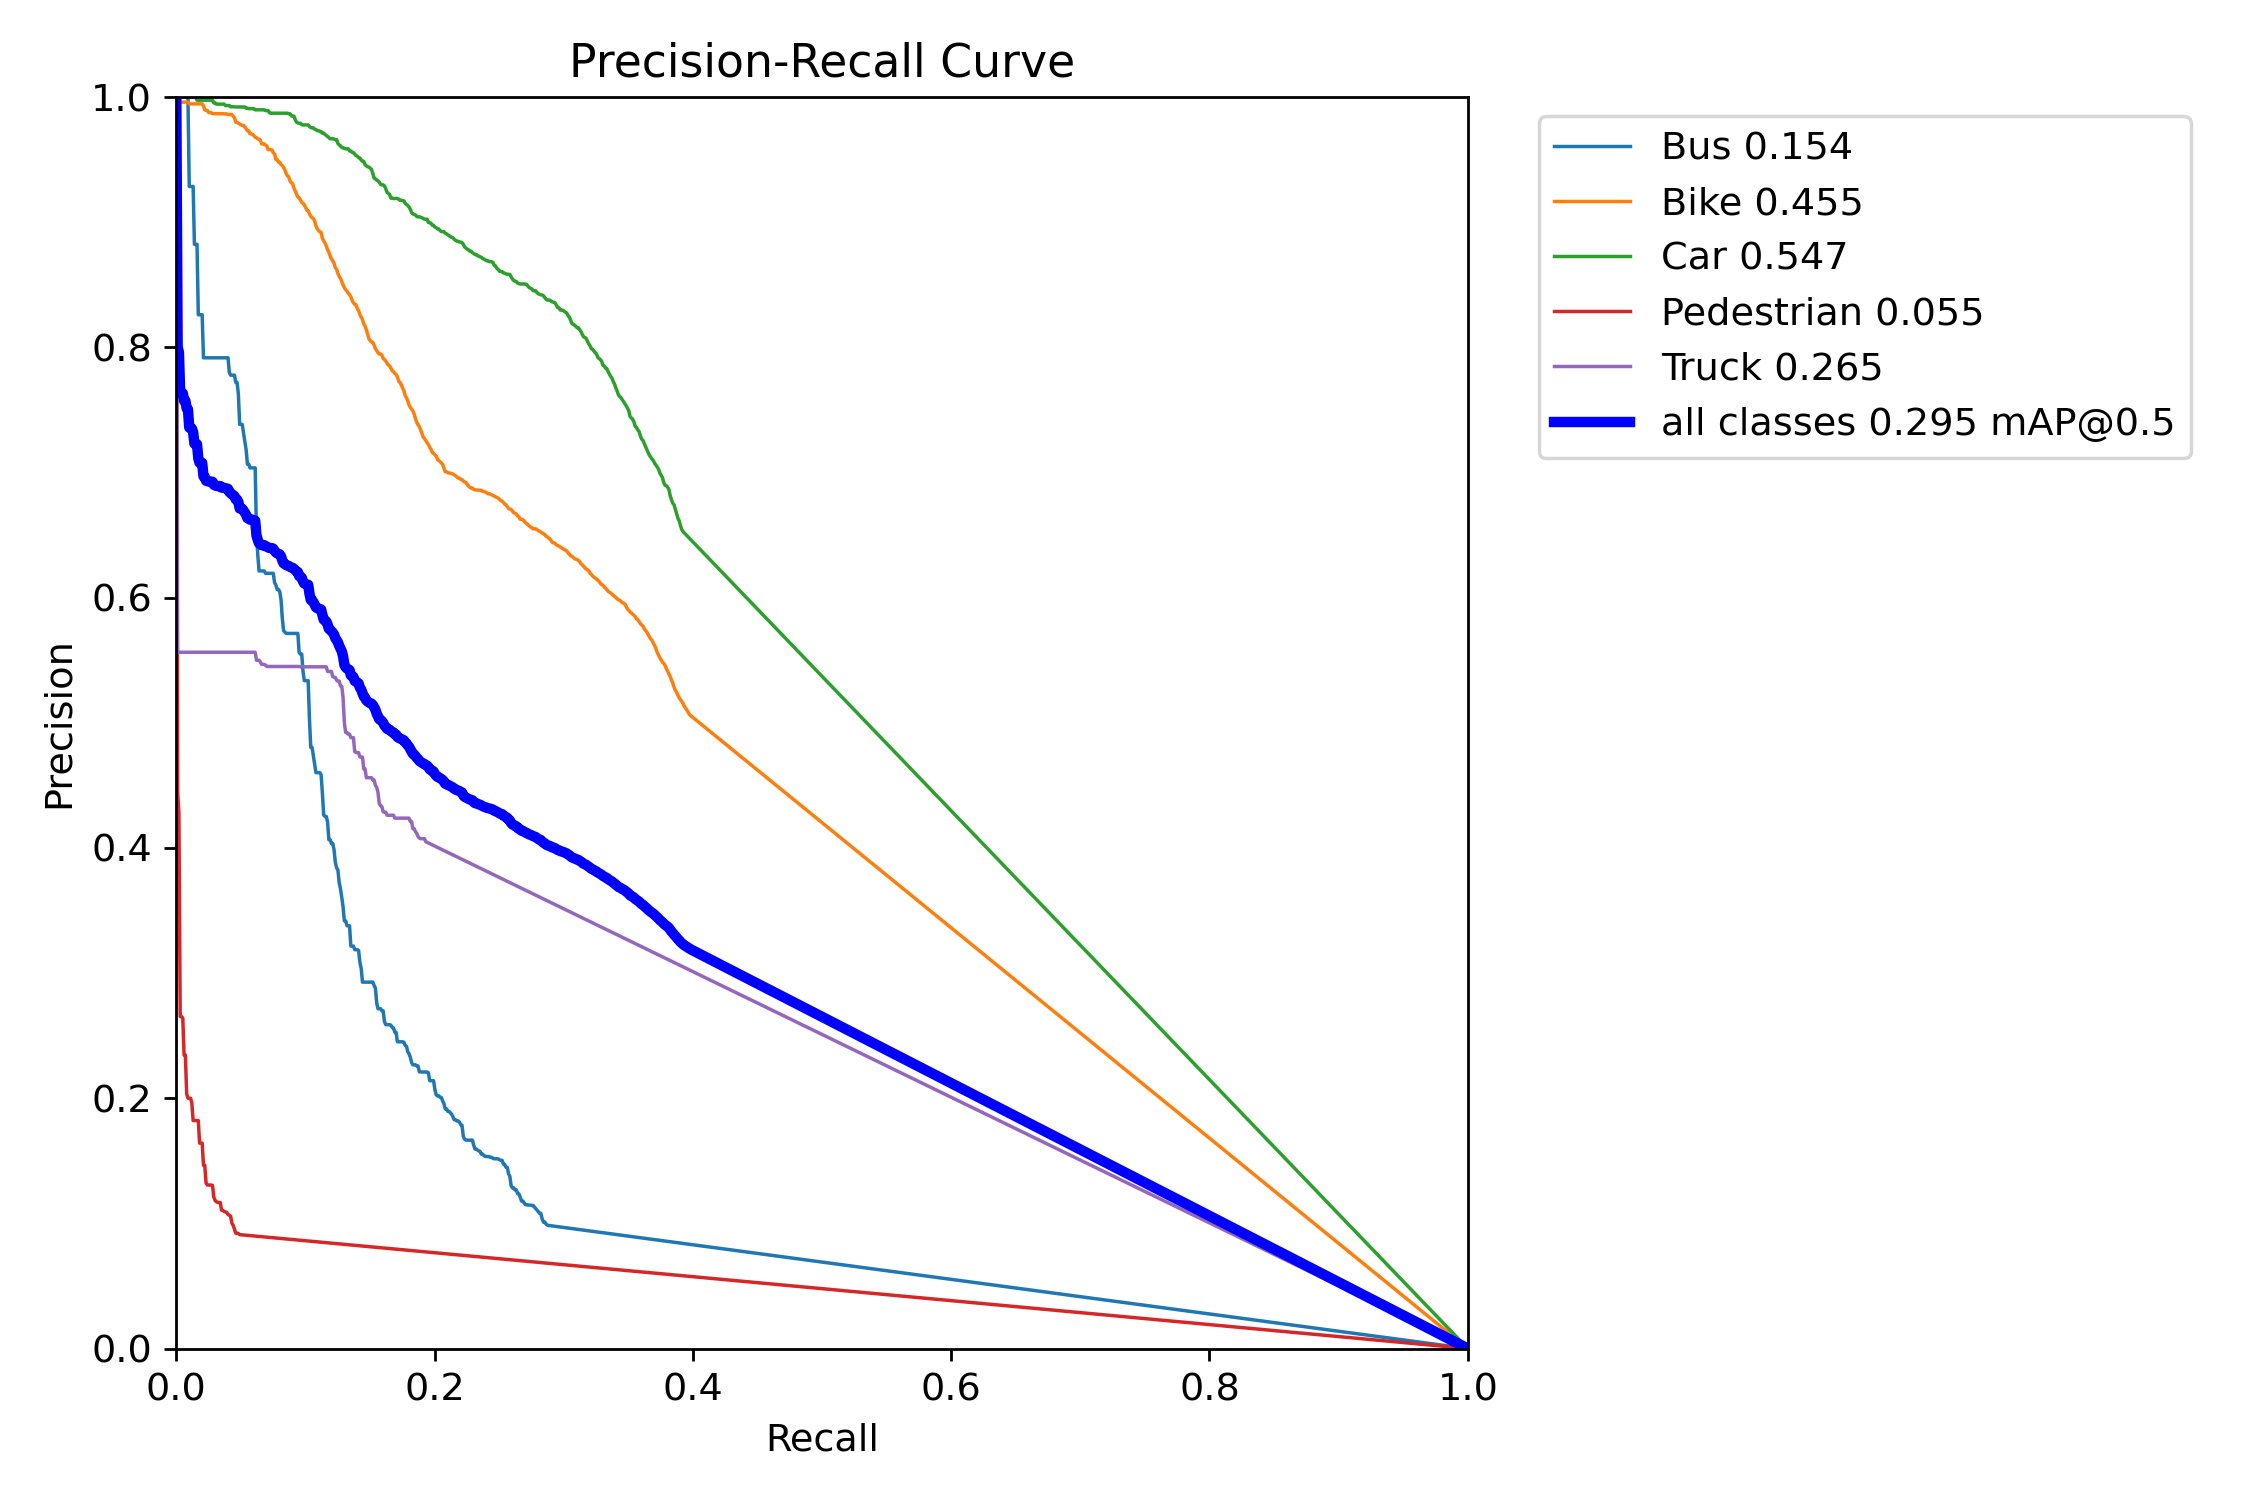 Precision-Recall Curve
1.0
0.8
0.6
0.4
0.2
0.0
Precision
0.0 0.2 0.4 0.6 0.8 1.0
Recall
Bus 0.154
Bike 0.455
Car 0.547
Pedestrian 0.055
Truck 0.265
all classes 0.295 mAP@0.5